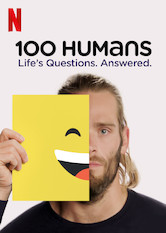 N
100 HUMANS
Life's Questions. Answered.